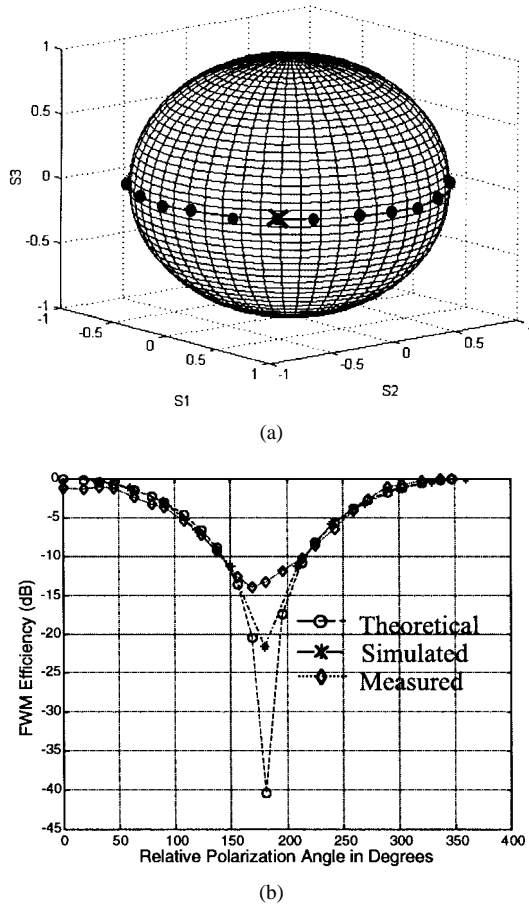 1
0.5
0
-0.5
-1
S3
-1
-0.5
0
0.5
1
S1
-1
-0.5
0
0.5
S2
(a)
0
-5
-10
-15
-20
-25
-30
-35
-40
-45
FWM Efficiency (dB)
Theoretical
Simulated
Measured
0 50 100 150 200 250 300 350 400
Relative Polarization Angle in Degrees
(b)